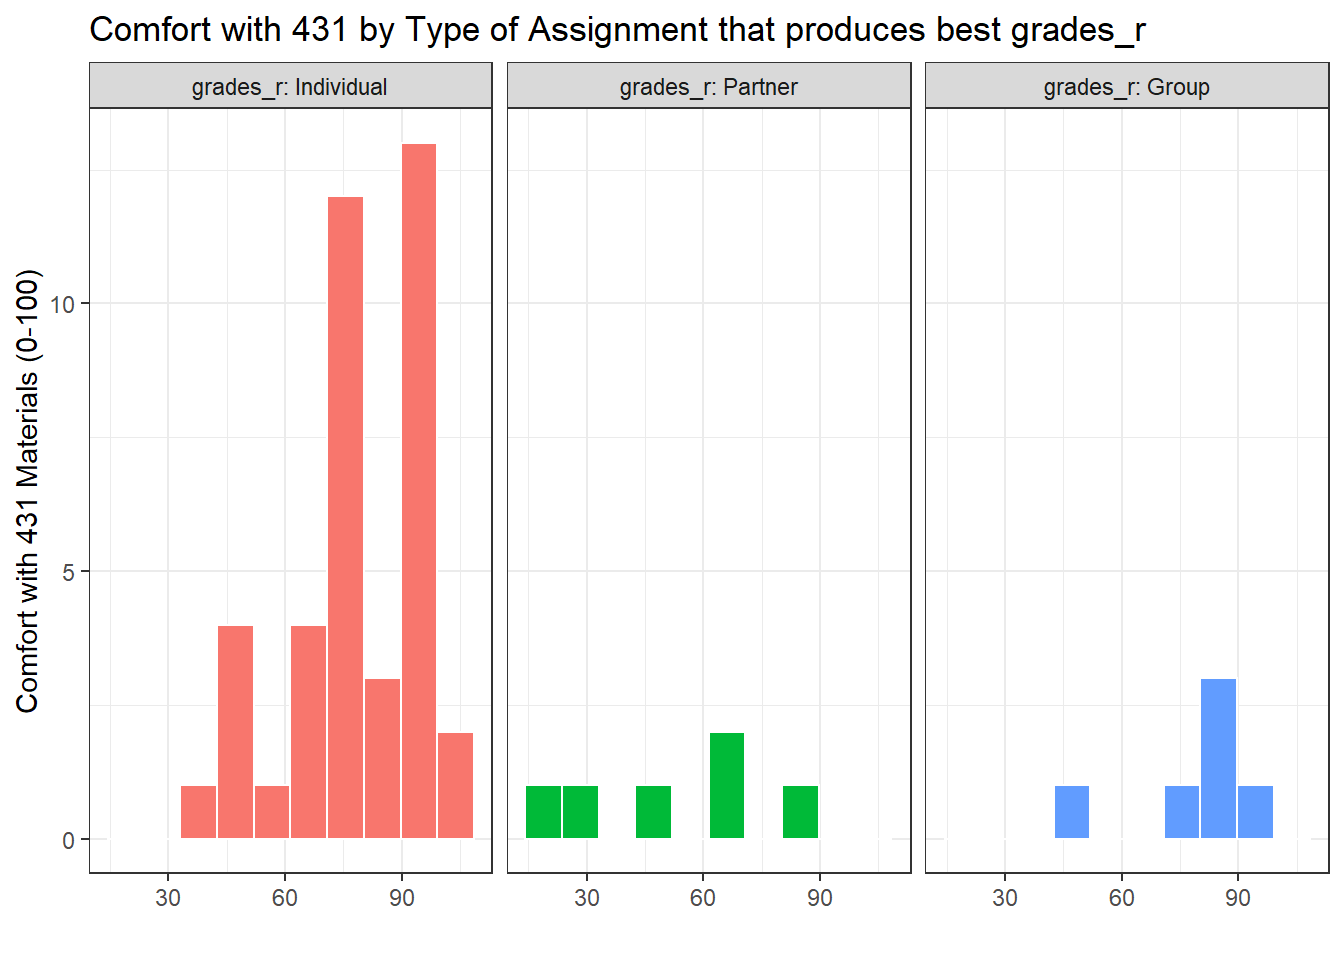 Comfort with 431 by Type of Assignment that produces best grades_r
grades_r: Individual
grades_r: Partner
grades_r: Group
Comfort with 431 Materials (0-100)
10
5
0
30 60 90
30 60 90
30 60 90